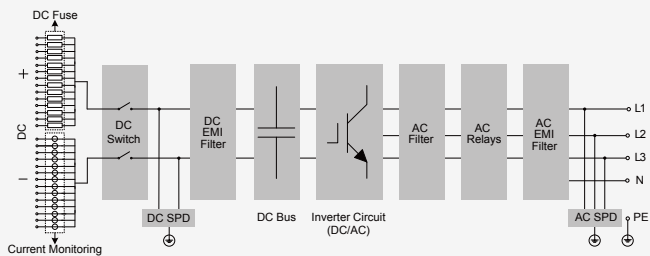 DC Fuse
+
DC
−
Current Monitoring
DC
Switch
DC SPD
DC
EMI
Filter
DC Bus
Inverter Circuit
(DC/AC)
AC
Filter
AC
Relays
AC
EMI
Filter
AC SPD
L1
L2
L3
N
PE